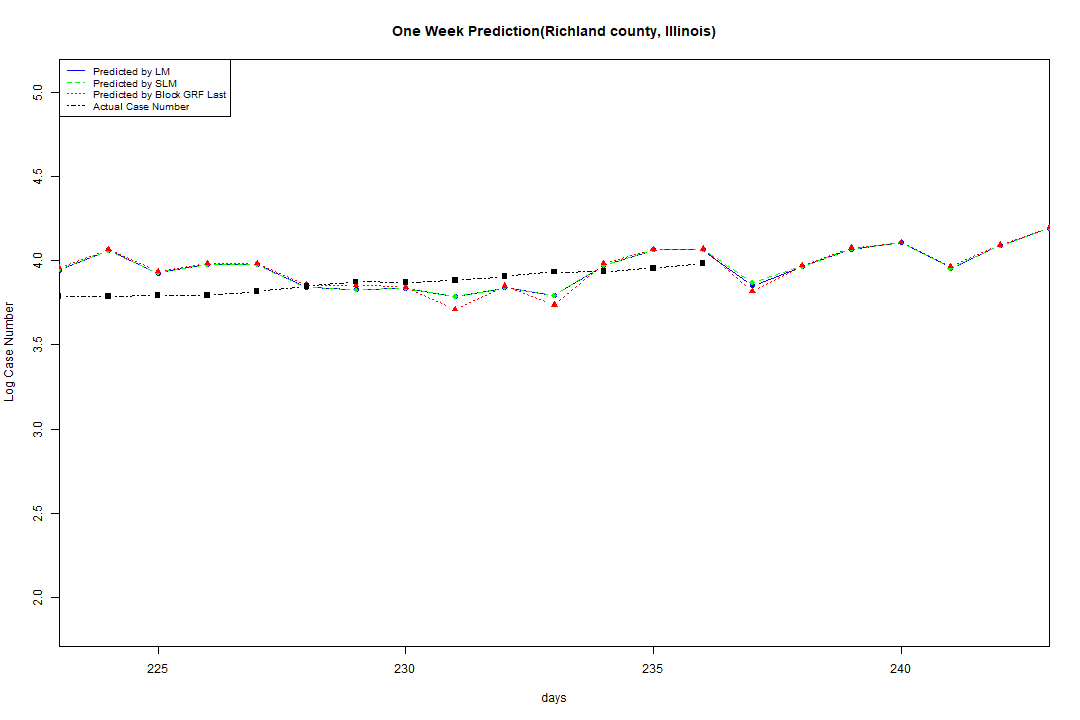 One Week Prediction(Richland county, Illinois)
Predicted by LM
Predicted by SLM
Predicted by Block GRF Last
Actual Case Number
5.0
4.5
4.0
3.5
3.0
2.5
2.0
Log Case Number
225
230
235
240
days